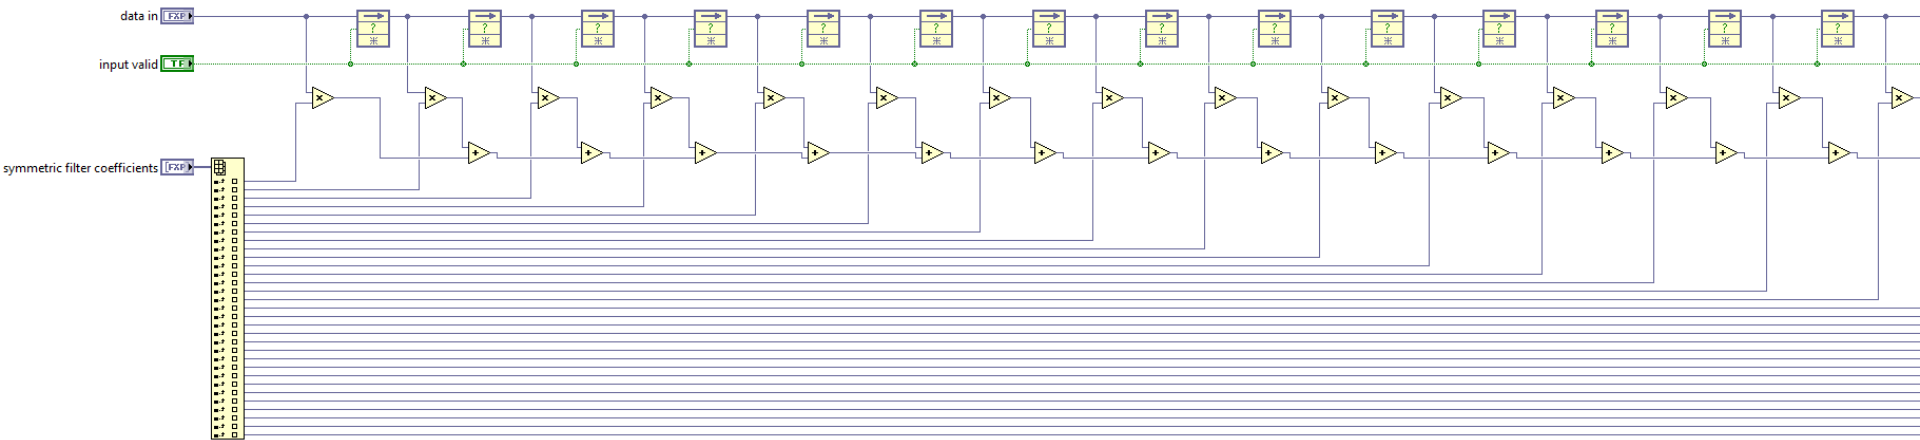 data in FXP
input valid TF
symmetric filter coefficients [FXP]